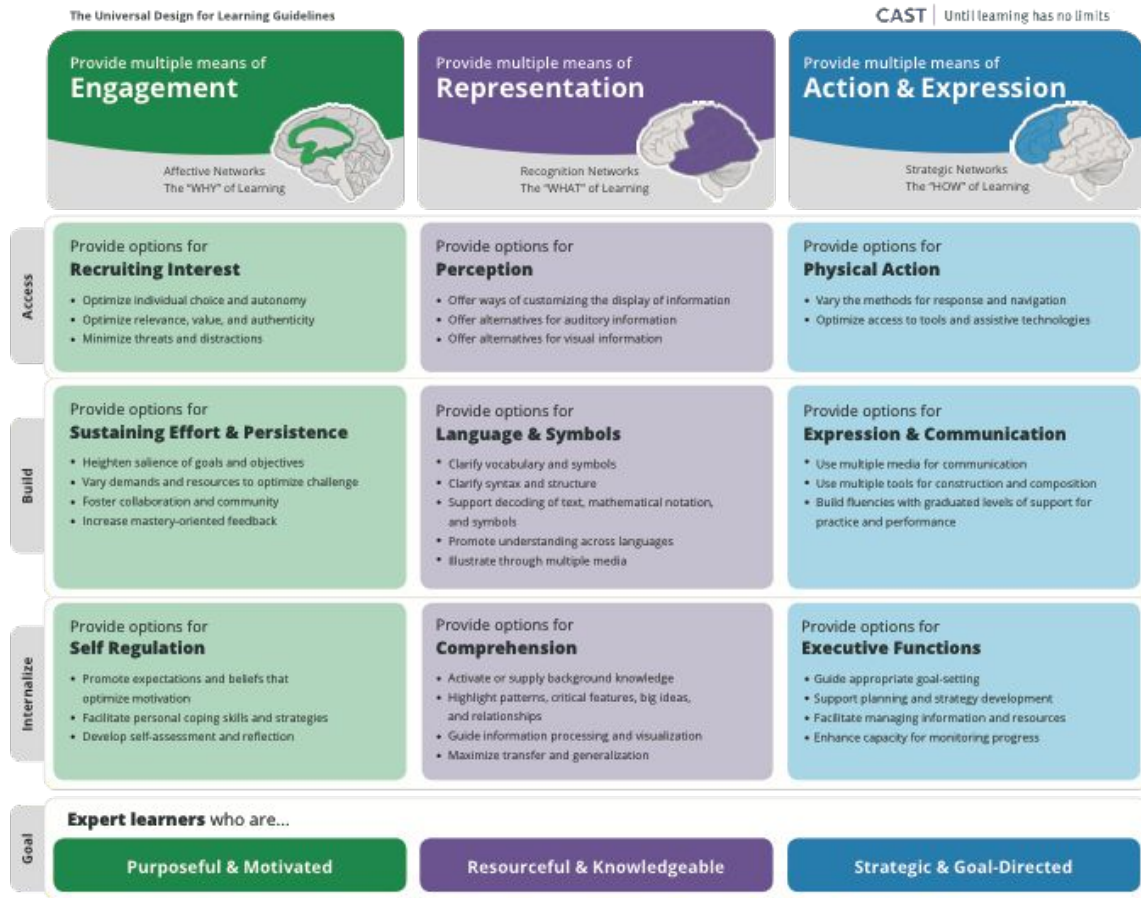 The Universal Design for Learning Guidelines
CAST | Until learning has no limits
Provide multiple means of
Engagement
Affective Networks
The "WHY" of Learning
Provide multiple means of
Representation
Recognition Networks
The "WHAT" of Learning
Provide multiple means of
Action & Expression
Strategic Networks
The "HOW" of Learning
Access
Provide options for
Recruiting Interest
• Optimize individual choice and autonomy
• Optimize relevance, value, and authenticity
• Minimize threats and distractions
Provide options for
Perception
• Offer ways of customizing the display of information
• Offer alternatives for auditory information
• Offer alternatives for visual information
Provide options for
Physical Action
• Vary the methods for response and navigation
• Optimize access to tools and assistive technologies
Build
Provide options for
Sustaining Effort & Persistence
• Heighten salience of goals and objectives
• Vary demands and resources to optimize challenge
• Foster collaboration and community
• Increase mastery-oriented feedback
Provide options for
Language & Symbols
• Clarify vocabulary and symbols
• Clarify syntax and structure
• Support decoding of text, mathematical notation,
and symbols
• Promote understanding across languages
• Illustrate through multiple media
Provide options for
Expression & Communication
• Use multiple media for communication
• Use multiple tools for construction and composition
• Build fluencies with graduated levels of support for
practice and performance
Internalize
Provide options for
Self Regulation
• Promote expectations and beliefs that
optimize motivation
• Facilitate personal coping skills and strategies
• Develop self-assessment and reflection
Provide options for
Comprehension
• Activate or supply background knowledge
• Highlight patterns, critical features, big ideas,
and relationships
• Guide information processing and visualization
• Maximize transfer and generalization
Provide options for
Executive Functions
• Guide appropriate goal-setting
• Support planning and strategy development
• Facilitate managing information and resources
• Enhance capacity for monitoring progress
Goal
Expert learners who are...
Purposeful & Motivated
Resourceful & Knowledgeable
Strategic & Goal-Directed